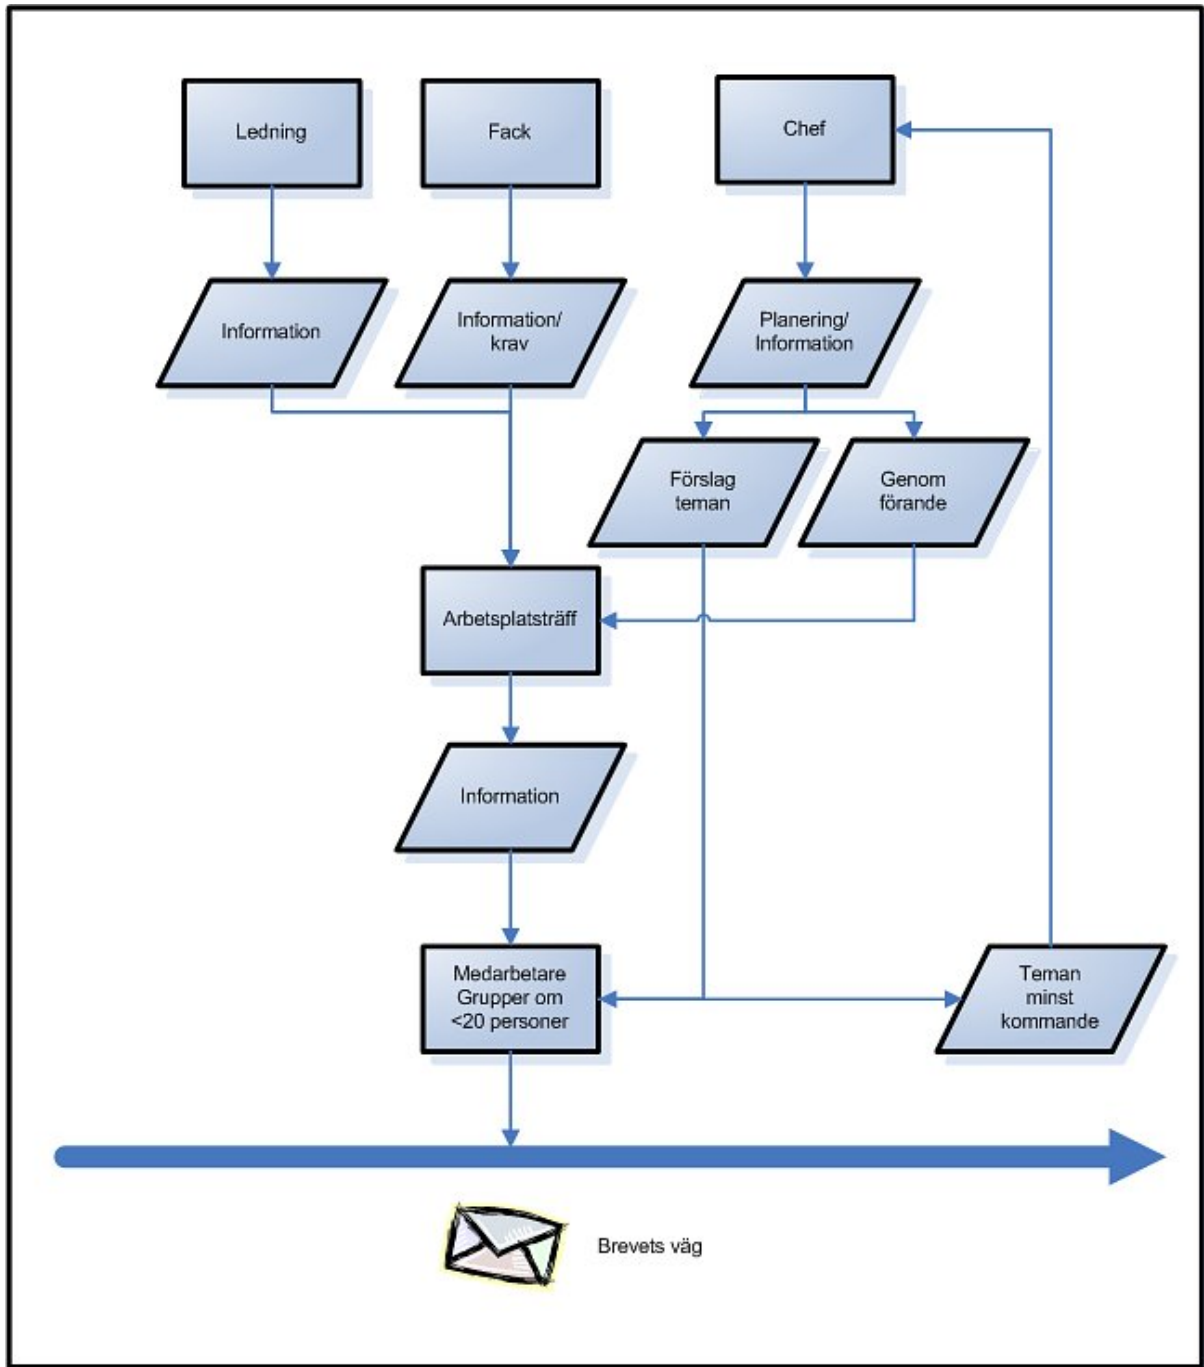 Ledning
Fack
Chef
Information
Information/
krav
Planering/
Information
Förslag
teman
Genom
förande
Arbetsplatsträff
Information
Medarbetare
Grupper om
<20 personer
Teman
minst
kommande
Brevets väg